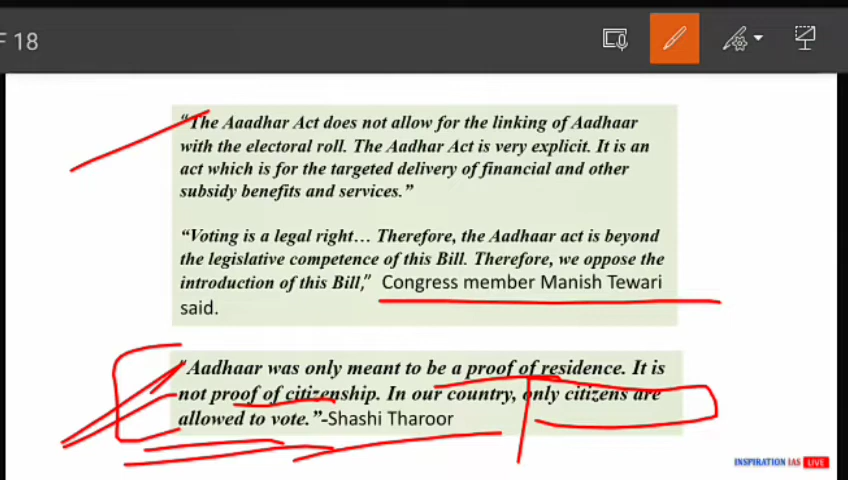 F 18
"The Aaadhar Act does not allow for the linking of Aadhaar
with the electoral roll. The Aadhar Act is very explicit. It is an
act which is for the targeted delivery of financial and other
subsidy benefits and services."
"Voting is a legal right... Therefore, the Aadhaar act is beyond
the legislative competence of this Bill. Therefore, we oppose the
introduction of this Bill," Congress member Manish Tewari
said.
"Aadhaar was only meant to be a proof of residence. It is
not proof of citizenship. In our country, only citizens are
allowed to vote."-Shashi Tharoor
INSPIRATION IAS LIVE